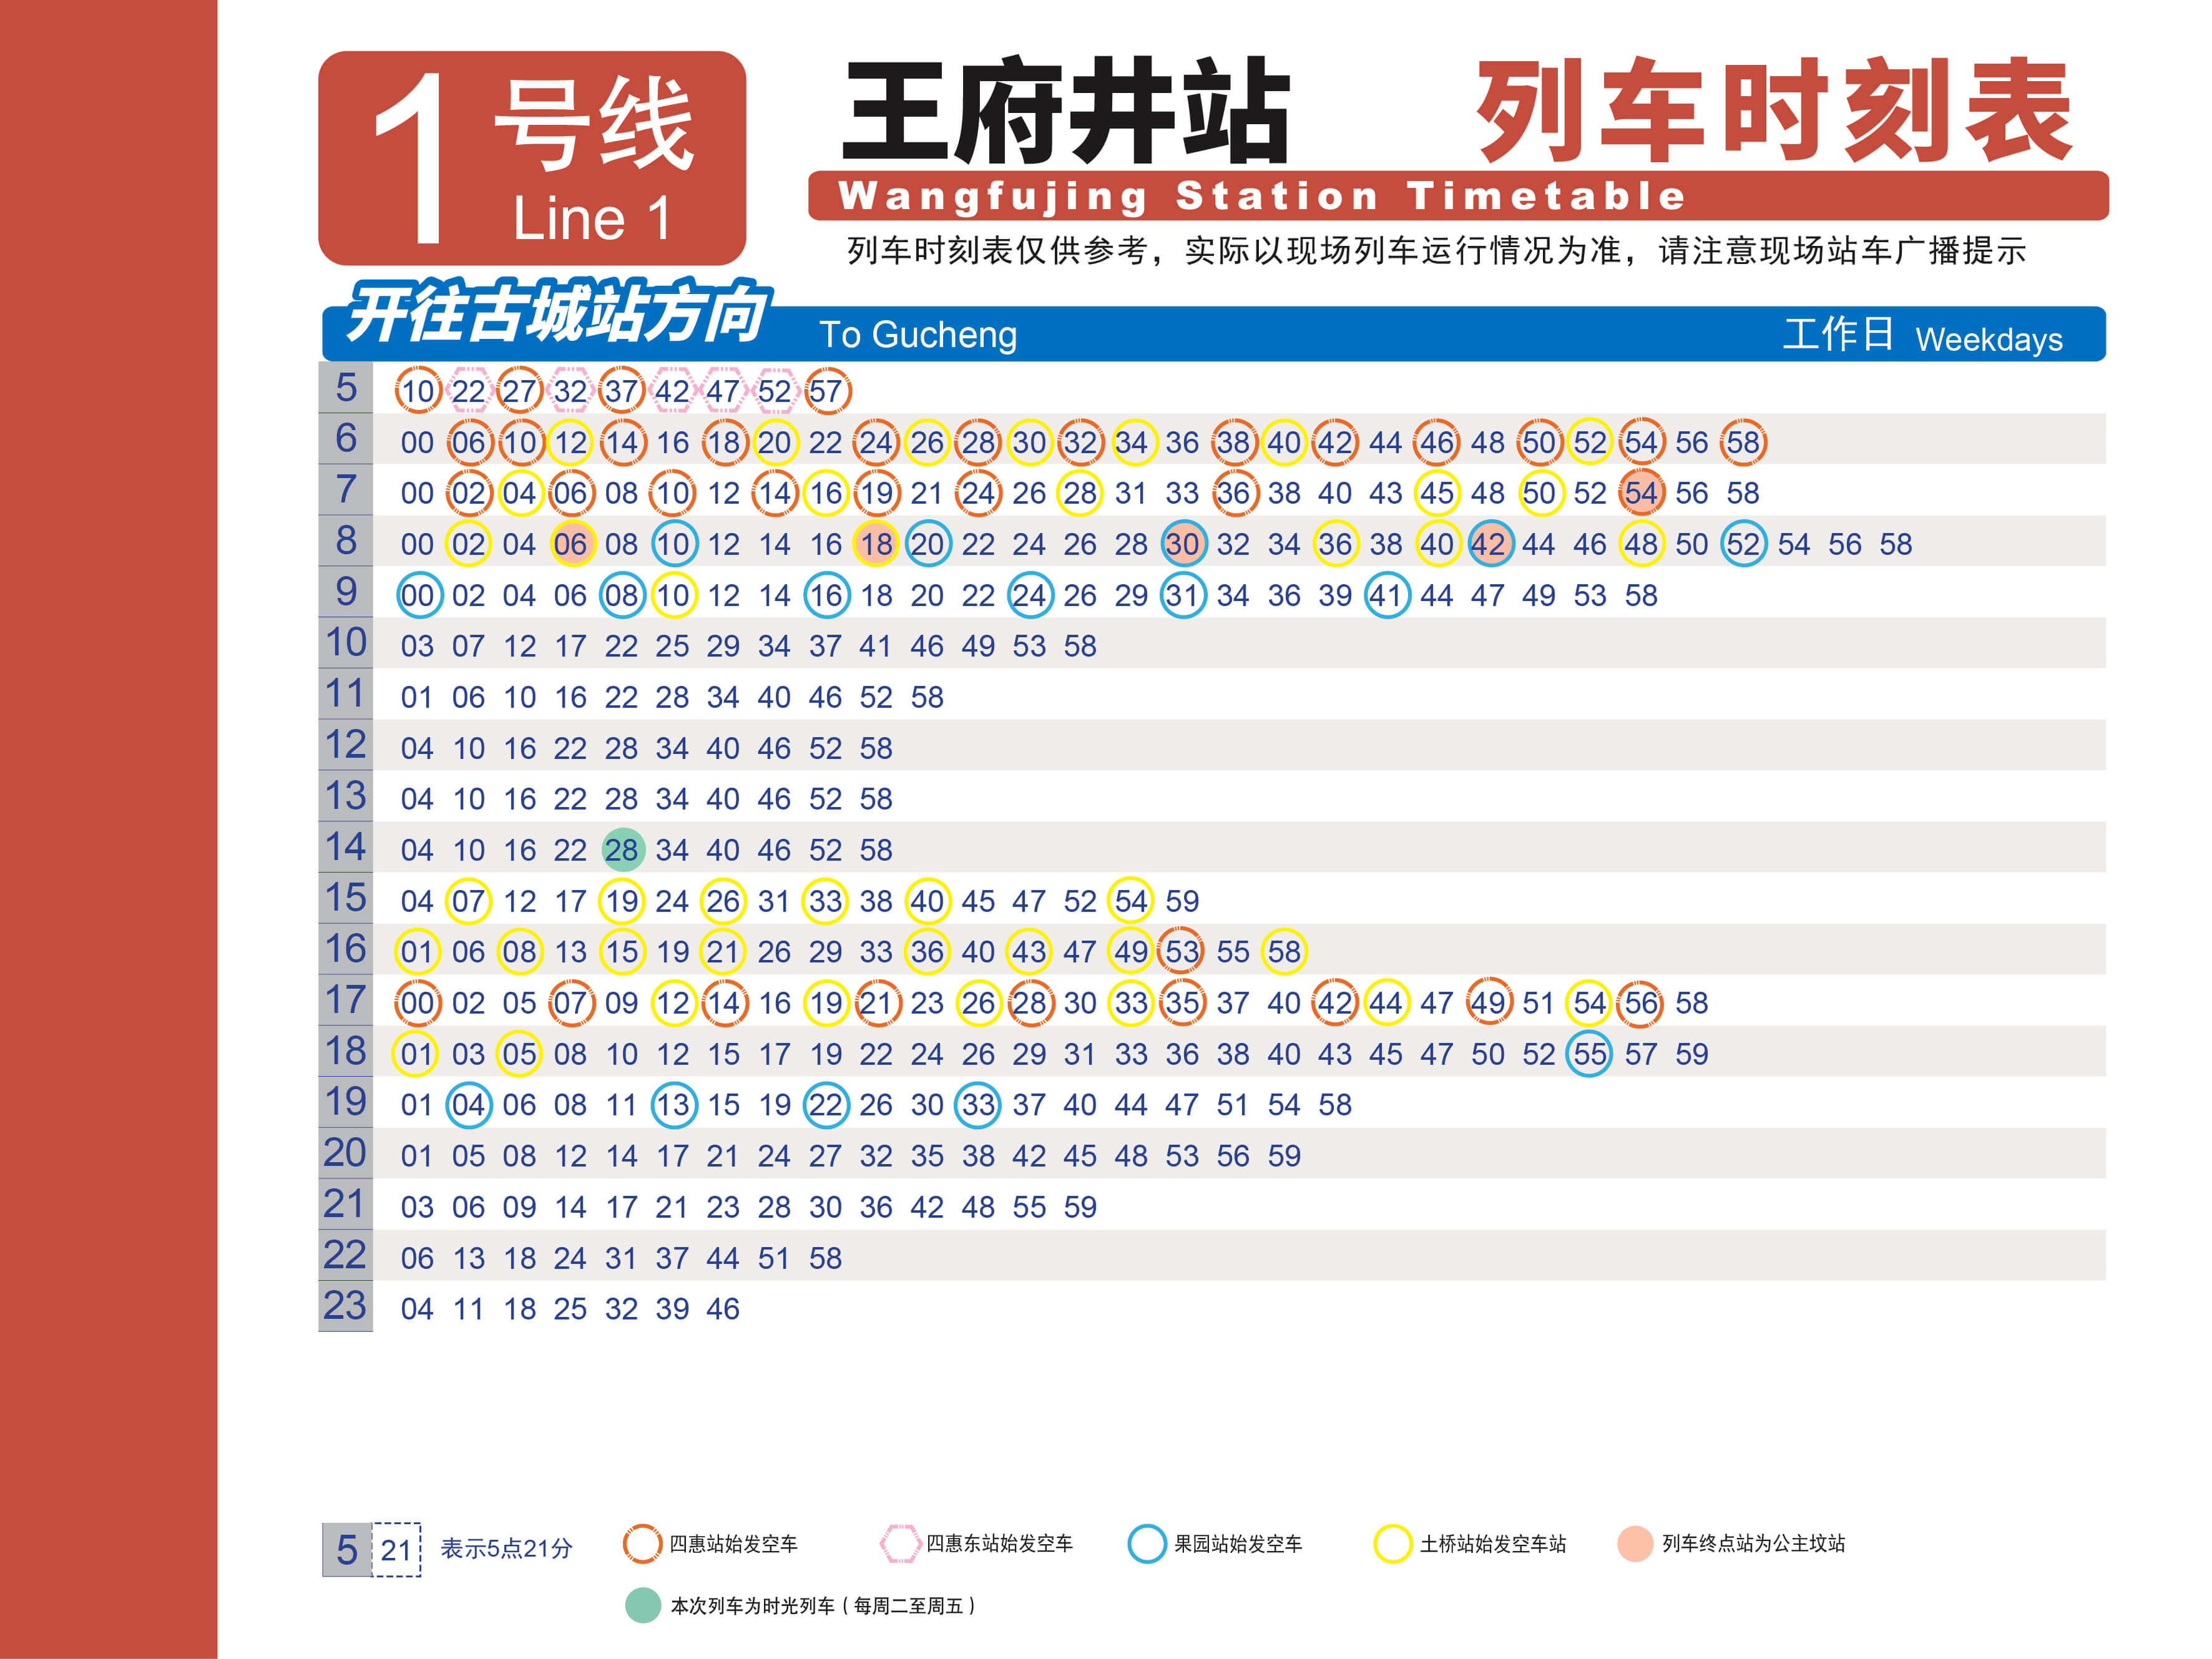 1号线
Line 1
王府井站 列车时刻表
Wangfujing Station Timetable
列车时刻表仅供参考，实际以现场列车运行情况为准，请注意现场站车广播提示
开往古城站方向 To Gucheng 工作日 Weekdays
5 10 22 27 32 37 42 47 52 57
6 00 06 10 12 14 16 18 20 22 24 26 28 30 32 34 36 38 40 42 44 46 48 50 52 54 56 58
7 00 02 04 06 08 10 12 14 16 19 21 24 26 28 31 33 36 38 40 43 45 48 50 52 54 56 58
8 00 02 04 06 08 10 12 14 16 18 20 22 24 26 28 30 32 34 36 38 40 42 44 46 48 50 52 54 56 58
9 00 02 04 06 08 10 12 14 16 18 20 22 24 26 29 31 34 36 39 41 44 47 49 53 58
10 03 07 12 17 22 25 29 34 37 41 46 49 53 58
11 01 06 10 16 22 28 34 40 46 52 58
12 04 10 16 22 28 34 40 46 52 58
13 04 10 16 22 28 34 40 46 52 58
14 04 10 16 22 28 34 40 46 52 58
15 04 07 12 17 19 24 26 31 33 38 40 45 47 52 54 59
16 01 06 08 13 15 19 21 26 29 33 36 40 43 47 49 53 55 58
17 00 02 05 07 09 12 14 16 19 21 23 26 28 30 33 35 37 40 42 44 47 49 51 54 56 58
18 01 03 05 08 10 12 15 17 19 22 24 26 29 31 33 36 38 40 43 45 47 50 52 55 57 59
19 01 04 06 08 11 13 15 19 22 26 30 33 37 40 44 47 51 54 58
20 01 05 08 12 14 17 21 24 27 32 35 38 42 45 48 53 56 59
21 03 06 09 14 17 21 23 28 30 36 42 48 55 59
22 06 13 18 24 31 37 44 51 58
23 04 11 18 25 32 39 46
5 21 表示5点21分 四惠站始发空车 四惠东站始发空车 果园站始发空车 土桥站始发空车站 列车终点站为公主坟站
本次列车为时光列车（每周二至周五）